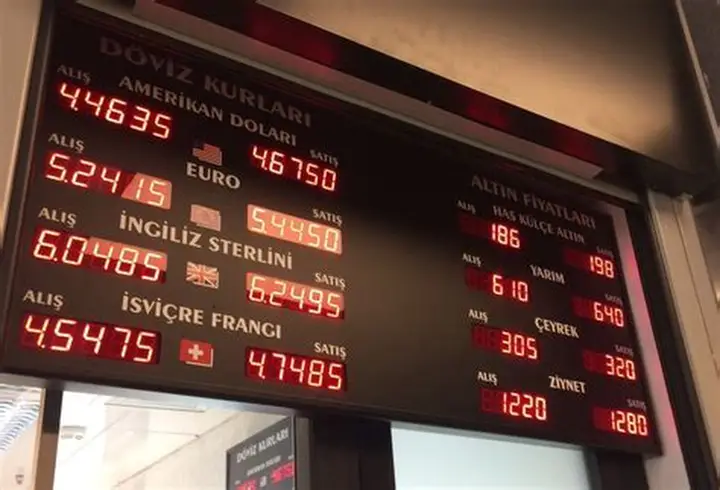 DÖVİZ KURLARI
AMERİKAN DOLARI
ALIŞ SATIŞ
4.4635 4.6750
EURO
ALIŞ SATIŞ
5.2415 5.4450
İNGİLİZ STERLİNİ
ALIŞ SATIŞ
6.0485 6.2495
İSVİÇRE FRANGI
ALIŞ SATIŞ
4.5475 4.7485
ALTIN FİYATLARI
HAS KÜLÇE ALTIN
ALIŞ SATIŞ
186 198
YARIM
ALIŞ SATIŞ
610 640
ÇEYREK
ALIŞ SATIŞ
305 320
ZİYNET
ALIŞ SATIŞ
1220 1280
DÖVİZ KURLARI
AMERİKAN DOLARI